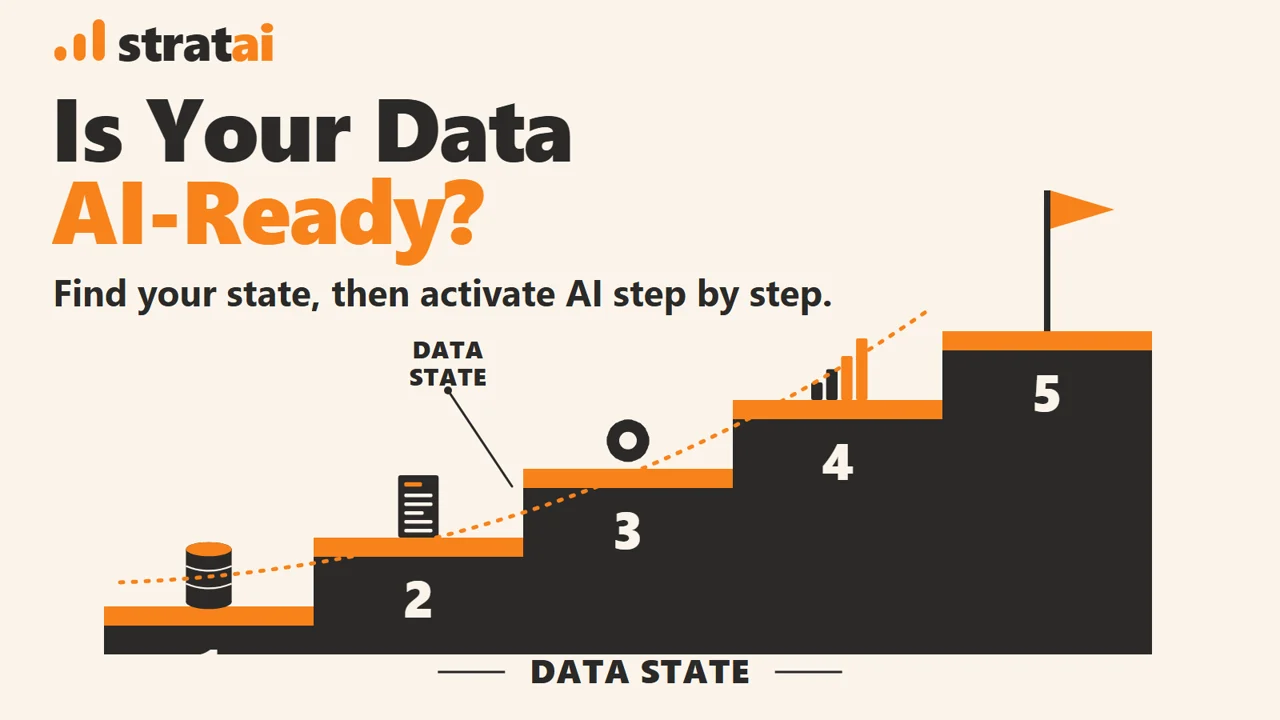 stratai
Is Your Data
AI-Ready?
Find your state, then activate AI step by step.
DATA
STATE
5
4
3
2
DATA STATE